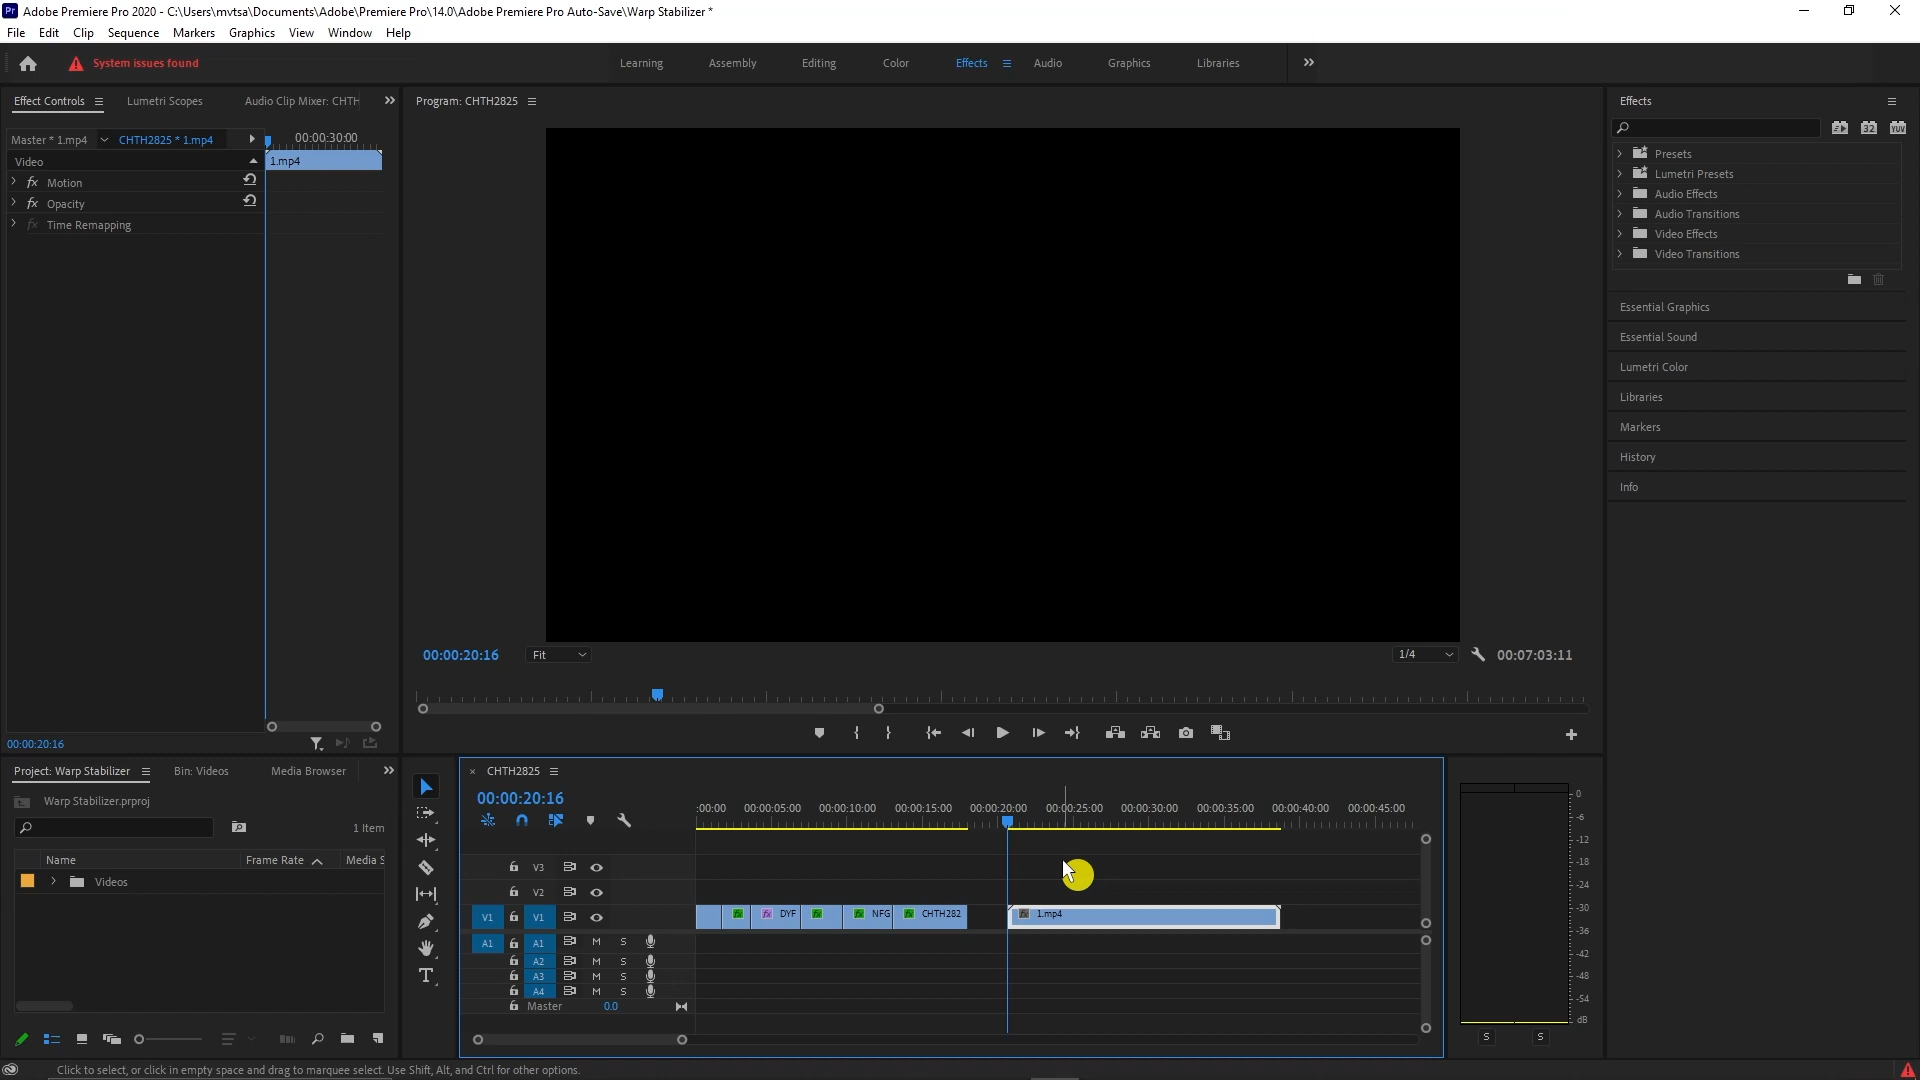 Adobe Premiere Pro 2020 - C:\Users\mvtsa\Documents\Adobe\Premiere Pro\14.0\Adobe Premiere Pro Auto-Save\Warp Stabilizer *
File Edit Clip Sequence Markers Graphics View Window Help
System issues found
Learning Assembly Editing Color Effects Audio Graphics Libraries
Effect Controls Lumetri Scopes Audio Clip Mixer: CHTH
Master * 1.mp4 CHTH2825 * 1.mp4 00:00:30:00
Video 1.mp4
fx Motion
fx Opacity
fx Time Remapping
00:00:20:16
Program: CHTH2825
00:00:20:16 Fit 1/4 00:07:03:11
Effects
32 YUV
Presets
Lumetri Presets
Audio Effects
Audio Transitions
Video Effects
Video Transitions
Essential Graphics
Essential Sound
Lumetri Color
Libraries
Markers
History
Info
Project: Warp Stabilizer Bin: Videos Media Browser
Warp Stabilizer.prproj
1 Item
Name Frame Rate Media S
Videos
CHTH2825
00:00:20:16
:00:00 00:00:05:00 00:00:10:00 00:00:15:00 00:00:20:00 00:00:25:00 00:00:30:00 00:00:35:00 00:00:40:00 00:00:45:00
V3
V2
V1 V1 fx fx DYF fx fx NFG fx CHTH282 fx 1.mp4
A1 A1 M S
A2 M S
A3 M S
A4 M S
Master 0.0
0
-6
-12
-18
-24
-30
-36
-42
-48
-54
dB
S S
Click to select, or click in empty space and drag to marquee select. Use Shift, Alt, and Ctrl for other options.